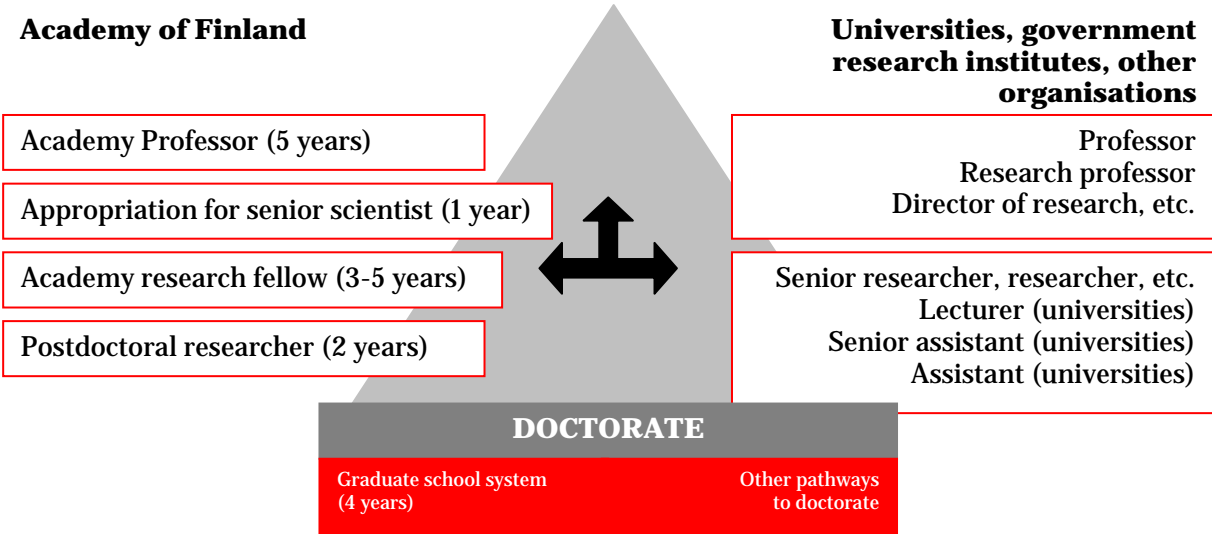 Academy of Finland
Universities, government
research institutes, other
organisations
Academy Professor (5 years)
Appropriation for senior scientist (1 year)
Academy research fellow (3-5 years)
Postdoctoral researcher (2 years)
Professor
Research professor
Director of research, etc.
Senior researcher, researcher, etc.
Lecturer (universities)
Senior assistant (universities)
Assistant (universities)
DOCTORATE
Graduate school system
(4 years)
Other pathways
to doctorate